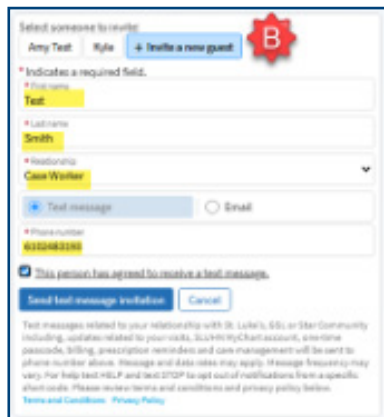 Select someone to invite:
Amy Test Kyle + Invite a new guest B
* Indicates a required field.
* First name
Test
* Last name
Smith
* Relationship
Case Worker
Text message Email
* Phone number
This person has agreed to receive a text message.
Send text message invitation Cancel
Text messages related to your relationship with St. Luke's, GSL or Star Community
including, updates related to your visits, SLUHN MyChart account, one-time
passcode, billing, prescription reminders and care management will be sent to
phone number above. Message and data rates may apply. Message frequency may
vary. For help text HELP and text STOP to opt out of notifications from a specific
short code. Please review terms and conditions and privacy policy below.
Terms and Conditions Privacy Policy